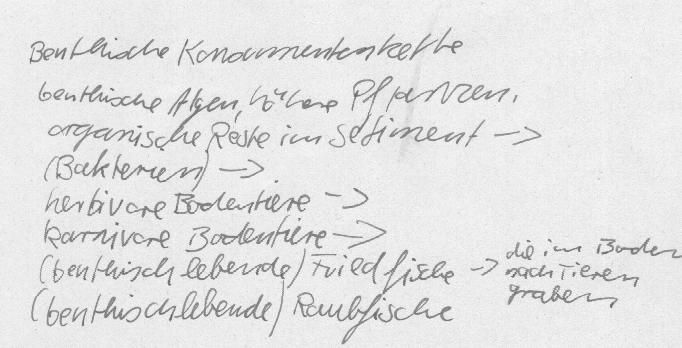 Benthische Konsumentenkette
benthische Algen, höhere Pflanzen,
organische Reste im Sediment ->
(Bakterien) ->
herbivore Bodentiere ->
karnivore Bodentiere ->
(benthisch lebende) Friedfische -> die im Boden
nach Tieren
graben
(benthisch lebende) Raubfische